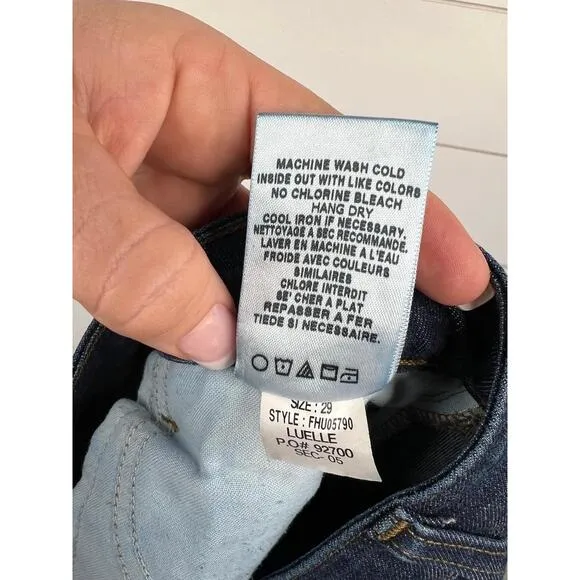 MACHINE WASH COLD
INSIDE OUT WITH LIKE COLORS
NO CHLORINE BLEACH
HANG DRY
COOL IRON IF NECESSARY.
NETTOYAGE A SEC RECOMMANDE.
LAVER EN MACHINE A L'EAU
FROIDE AVEC COULEURS
SIMILAIRES
CHLORE INTERDIT
SE' CHER A PLAT
REPASSER A FER
TIEDE SI NECESSAIRE.
SIZE: 29
STYLE: FHU05790
LUELLE
P.O# 92700
SEC- 05